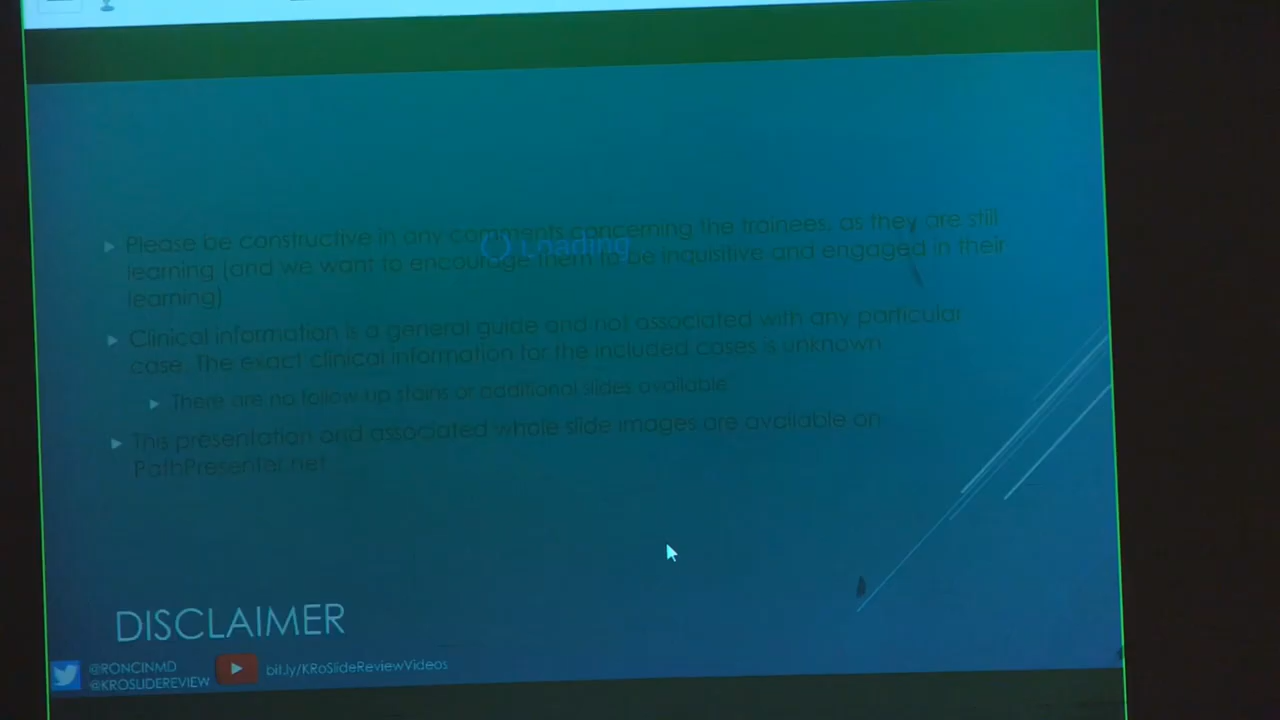 Please be constructive in any comments concerning the trainees, as they are still
learning (and we want to encourage them to be inquisitive and engaged in their
learning)
Loading
Clinical information is a general guide and not associated with any particular
case. The exact clinical information for the included cases is unknown
There are no follow up stains or additional slides available
This presentation and associated whole slide images are available on
PathPresenter.net
DISCLAIMER
@RONCINMD
@KROSLIDEREVIEW
bit.ly/KRoSlideReviewVideos